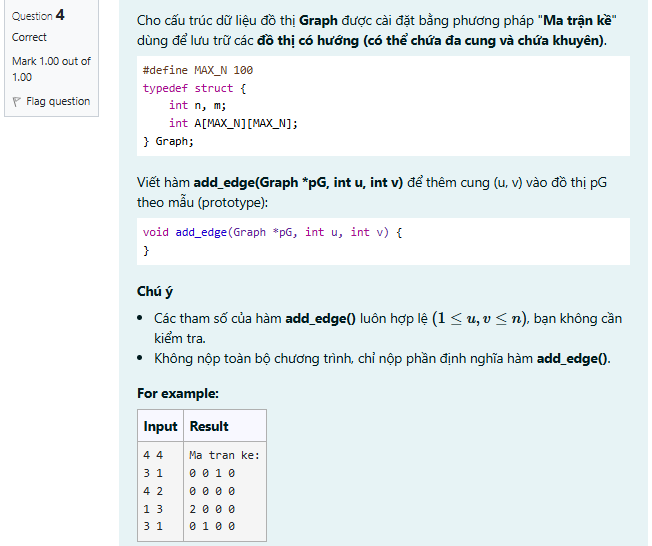 Question 4
Correct
Mark 1.00 out of
1.00
Flag question
Cho cấu trúc dữ liệu đồ thị Graph được cài đặt bằng phương pháp "Ma trận kề"
dùng để lưu trữ các đồ thị có hướng (có thể chứa đa cung và chứa khuyên).
#define MAX_N 100
typedef struct {
    int n, m;
    int A[MAX_N][MAX_N];
} Graph;
Viết hàm add_edge(Graph *pG, int u, int v) để thêm cung (u, v) vào đồ thị pG
theo mẫu (prototype):
void add_edge(Graph *pG, int u, int v) {
}
Chú ý
• Các tham số của hàm add_edge() luôn hợp lệ (1 ≤ u, v ≤ n), bạn không cần
kiểm tra.
• Không nộp toàn bộ chương trình, chỉ nộp phần định nghĩa hàm add_edge().
For example:
Input Result
4 4 Ma tran ke:
3 1 0 0 1 0
4 2 0 0 0 0
1 3 2 0 0 0
3 1 0 1 0 0